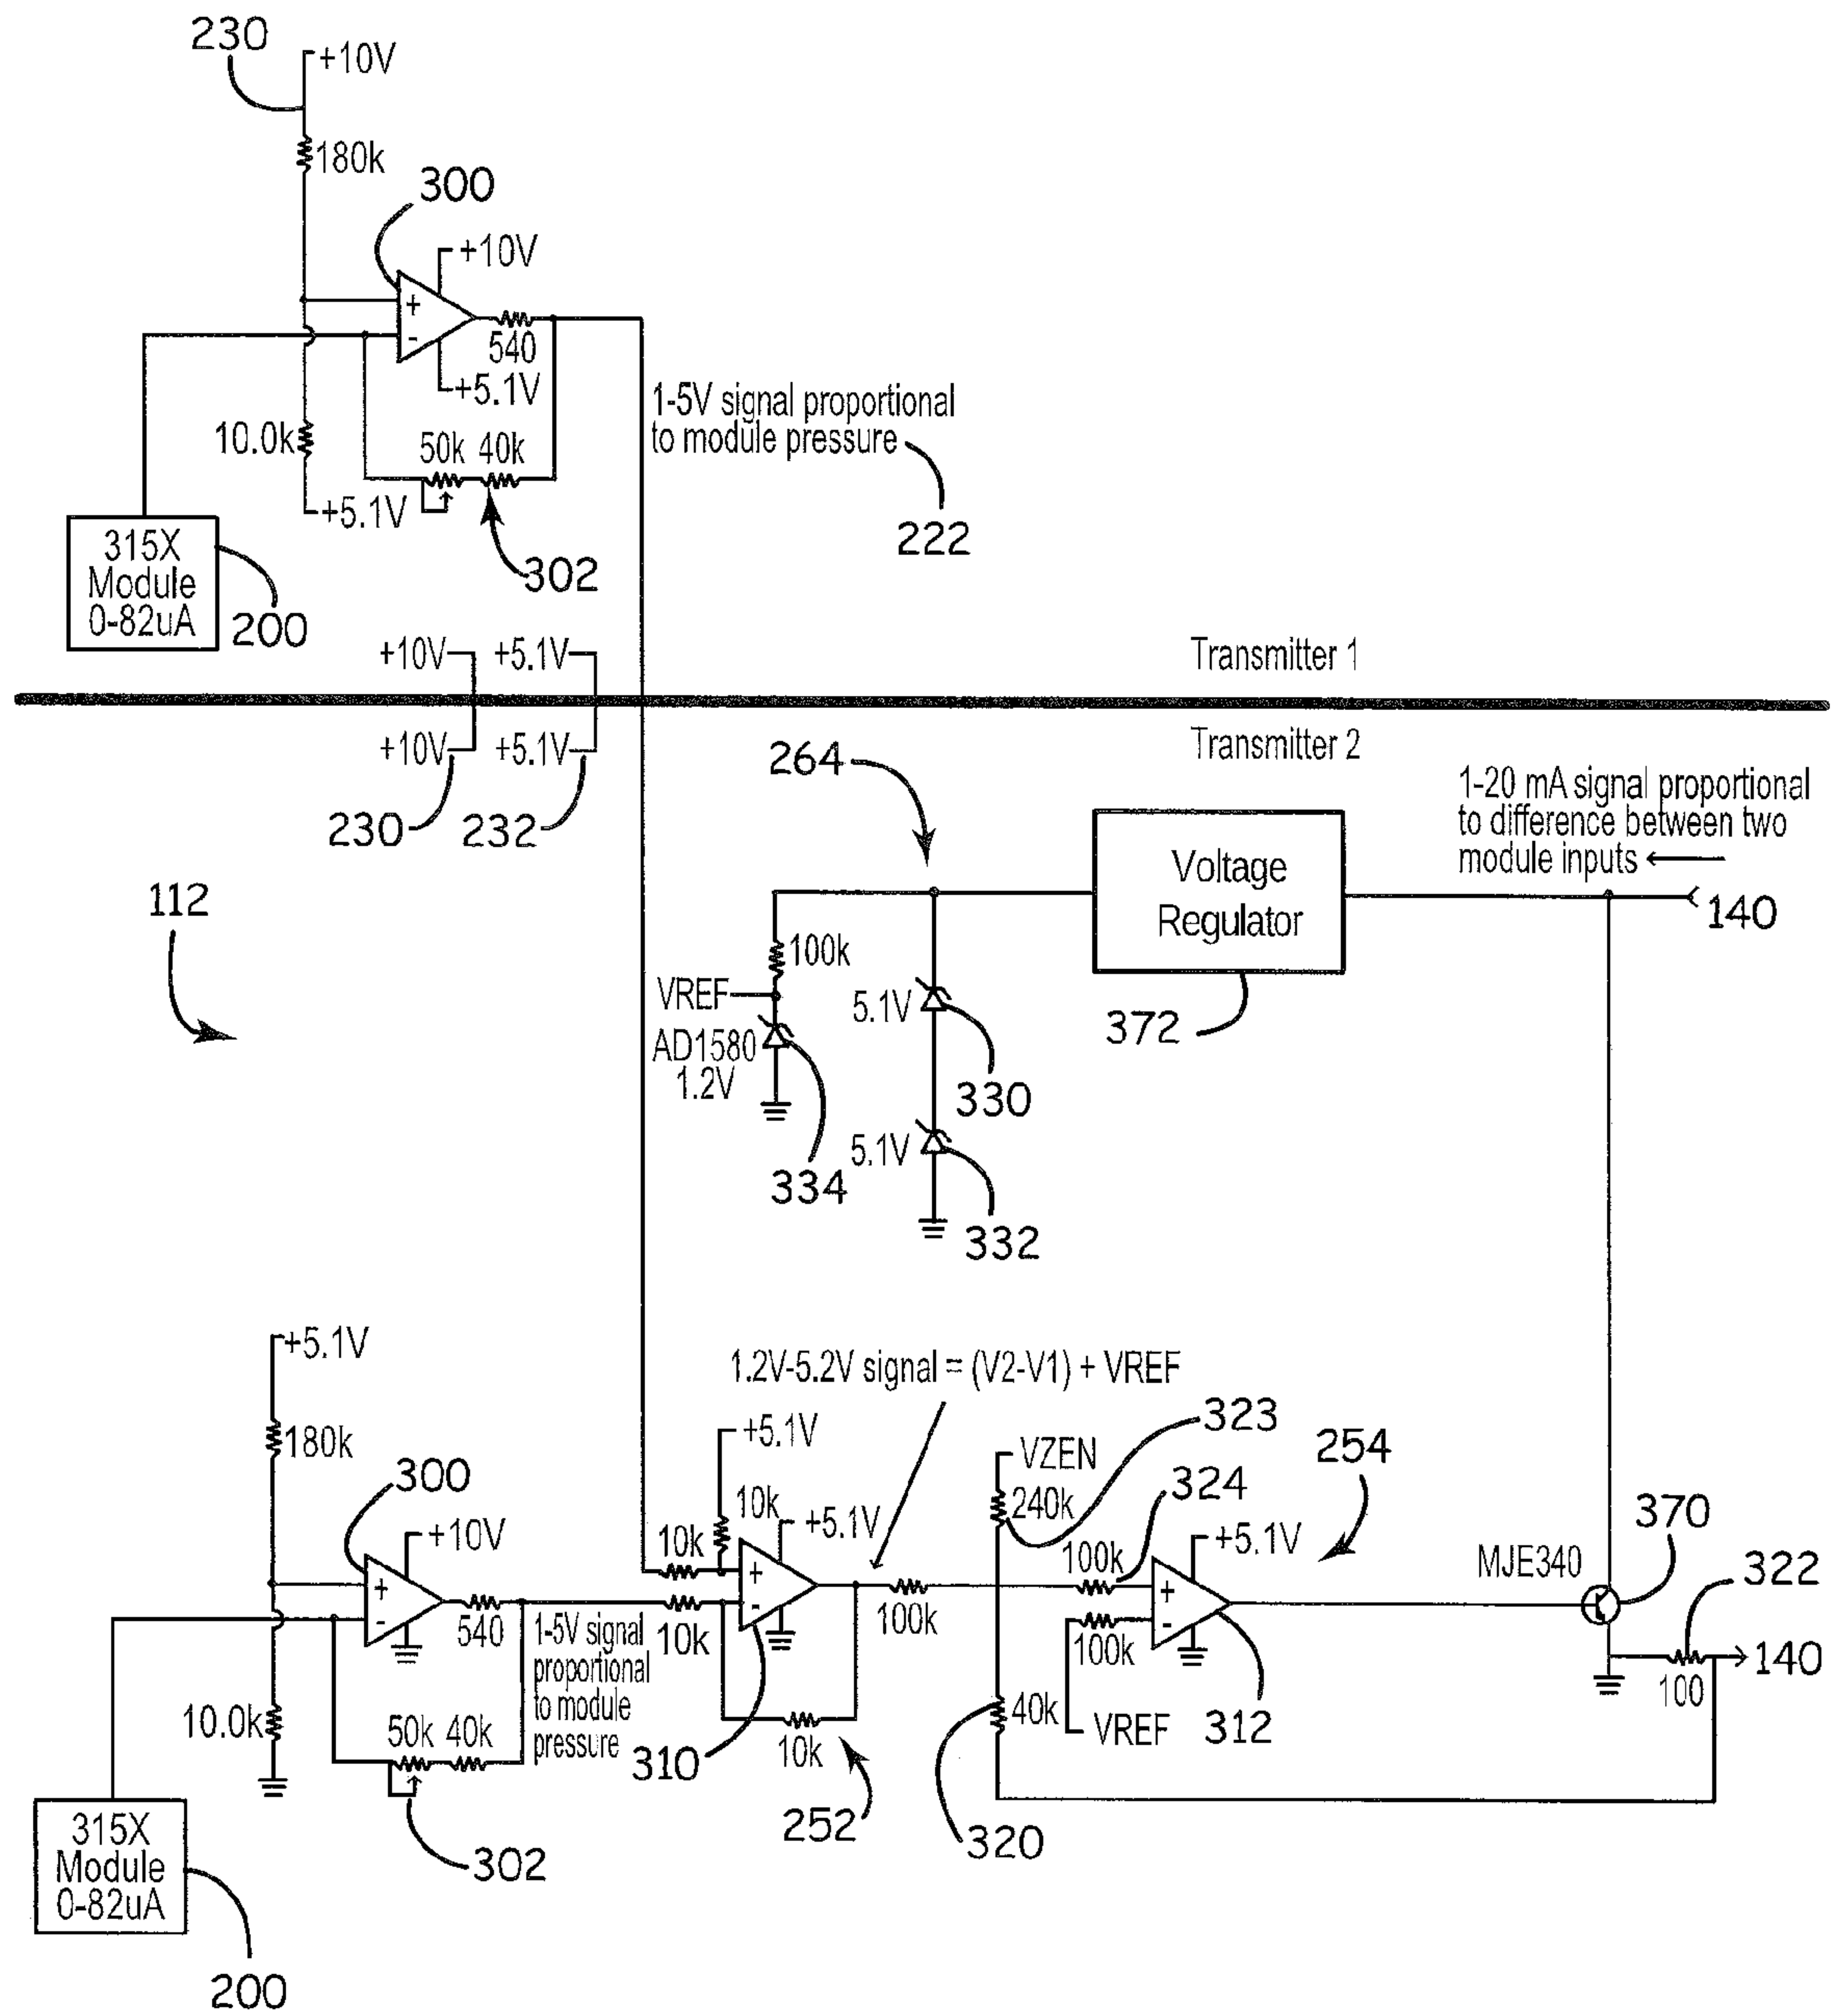 230
+10V
180k
300
+10V
+
-
540
+5.1V
10.0k
50k 40k
+5.1V
1-5V signal proportional
to module pressure
222
302
315X
Module
0-82uA
200
+10V +5.1V
Transmitter 1
+10V +5.1V
Transmitter 2
230 232
264
1-20 mA signal proportional
to difference between two
module inputs
Voltage
Regulator
140
112
100k
VREF
5.1V
AD1580
1.2V
372
330
5.1V
334
332
+5.1V
1.2V-5.2V signal = (V2-V1) + VREF
323
180k
+5.1V
VZEN
254
300
10k
240k
324
+10V
+5.1V
+5.1V
370
10k
100k
MJE340
322
+
-
+
-
+
-
540
10k
100k
100k
1-5V signal
proportional
to module
pressure
100
140
10.0k
50k 40k
310
10k
40k
VREF
312
252
320
302
315X
Module
0-82uA
200